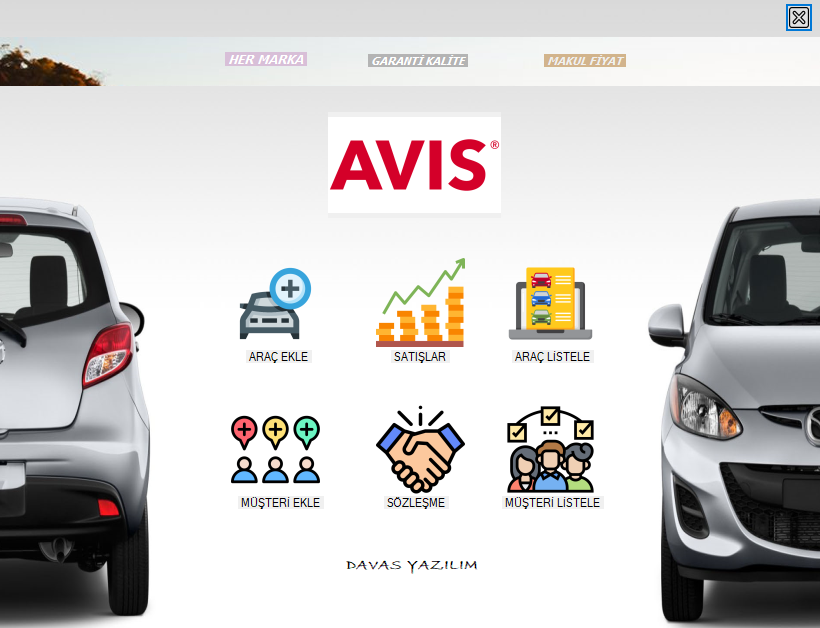 HER MARKA
GARANTİ KALİTE
MAKUL FİYAT
AVIS®
ARAÇ EKLE
SATIŞLAR
ARAÇ LİSTELE
MÜŞTERİ EKLE
SÖZLEŞME
MÜŞTERİ LİSTELE
DAVAS YAZILIM